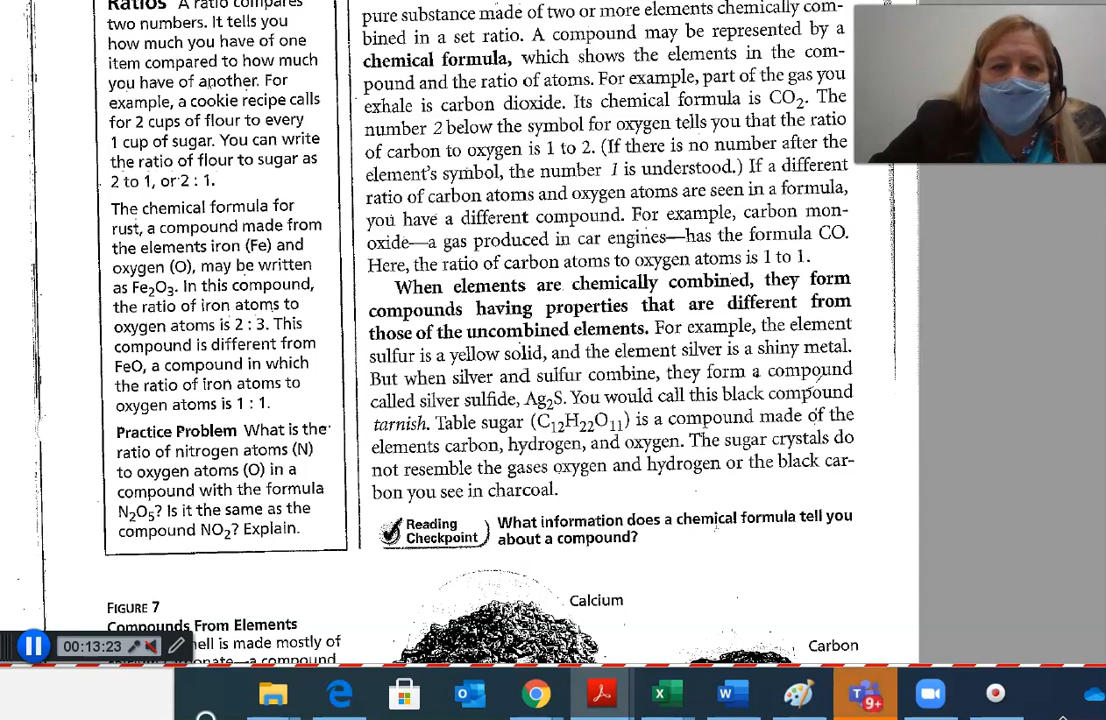 Ratios A ratio compares
two numbers. It tells you
how much you have of one
item compared to how much
you have of another. For
example, a cookie recipe calls
for 2 cups of flour to every
1 cup of sugar. You can write
the ratio of flour to sugar as
2 to 1, or 2 : 1.
The chemical formula for
rust, a compound made from
the elements iron (Fe) and
oxygen (O), may be written
as Fe₂O₃. In this compound,
the ratio of iron atoms to
oxygen atoms is 2 : 3. This
compound is different from
FeO, a compound in which
the ratio of iron atoms to
oxygen atoms is 1 : 1.
Practice Problem What is the
ratio of nitrogen atoms (N)
to oxygen atoms (O) in a
compound with the formula
N₂O₅? Is it the same as the
compound NO₂? Explain.
pure substance made of two or more elements chemically com-
bined in a set ratio. A compound may be represented by a
chemical formula, which shows the elements in the com-
pound and the ratio of atoms. For example, part of the gas you
exhale is carbon dioxide. Its chemical formula is CO₂. The
number 2 below the symbol for oxygen tells you that the ratio
of carbon to oxygen is 1 to 2. (If there is no number after the
element's symbol, the number 1 is understood.) If a different
ratio of carbon atoms and oxygen atoms are seen in a formula,
you have a different compound. For example, carbon mon-
oxide—a gas produced in car engines—has the formula CO.
Here, the ratio of carbon atoms to oxygen atoms is 1 to 1.
When elements are chemically combined, they form
compounds having properties that are different from
those of the uncombined elements. For example, the element
sulfur is a yellow solid, and the element silver is a shiny metal.
But when silver and sulfur combine, they form a compound
called silver sulfide, Ag₂S. You would call this black compound
tarnish. Table sugar (C₁₂H₂₂O₁₁) is a compound made of the
elements carbon, hydrogen, and oxygen. The sugar crystals do
not resemble the gases oxygen and hydrogen or the black car-
bon you see in charcoal.
Reading
Checkpoint
What information does a chemical formula tell you
about a compound?
FIGURE 7
Compounds From Elements
hell is made mostly of
a compound
Calcium
Carbon
00:13:23
9+